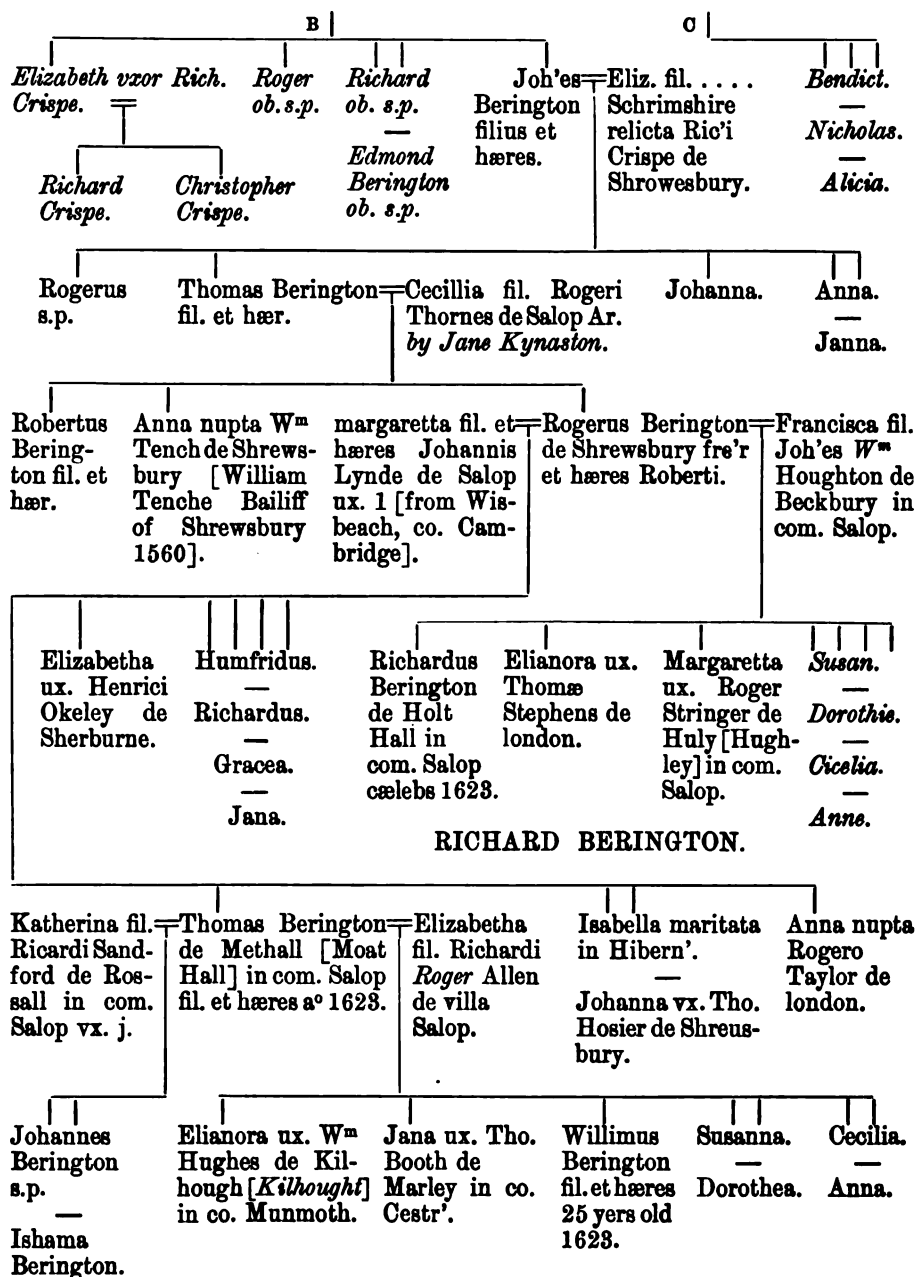 B
C
Elizabeth vxor Rich.
Crispe.
Roger
ob. s.p.
Richard
ob. s.p.
—
Edmond
Berington
ob. s.p.
Joh'es
Berington
filius et
hæres.
Eliz. fil. . . . . .
Schrimshire
relicta Ric'i
Crispe de
Shrowesbury.
Bendict.
—
Nicholas.
—
Alicia.
Richard
Crispe.
Christopher
Crispe.
Rogerus
s.p.
Thomas Berington
fil. et hær.
Cecillia fil. Rogeri
Thornes de Salop Ar.
by Jane Kynaston.
Johanna.
Anna.
—
Janna.
Robertus
Bering-
ton fil. et
hær.
Anna nupta Wm
Tench de Shrews-
bury [William
Tenche Bailiff
of Shrewsbury
1560].
margaretta fil. et
hæres Johannis
Lynde de Salop
ux. 1 [from Wis-
beach, co. Cam-
bridge].
Rogerus Berington
de Shrewsbury fre'r
et hæres Roberti.
Francisca fil.
Joh'es Wm
Houghton de
Beckbury in
com. Salop.
Elizabetha
ux. Henrici
Okeley de
Sherburne.
Humfridus.
—
Richardus.
—
Gracea.
—
Jana.
Richardus
Berington
de Holt
Hall in
com. Salop
cælebs 1623.
Elianora ux.
Thomæ
Stephens de
london.
Margaretta
ux. Roger
Stringer de
Huly [Hugh-
ley] in com.
Salop.
Susan.
—
Dorothie.
—
Cicelia.
—
Anne.
RICHARD BERINGTON.
Katherina fil.
Ricardi Sand-
ford de Ros-
sall in com.
Salop vx. j.
Thomas Berington
de Methall [Moat
Hall] in com. Salop
fil. et hæres ao 1623.
Elizabetha
fil. Richardi
Roger Allen
de villa
Salop.
Isabella maritata
in Hibern'.
—
Johanna vx. Tho.
Hosier de Shreus-
bury.
Anna nupta
Rogero
Taylor de
london.
Johannes
Berington
s.p.
—
Ishama
Berington.
Elianora ux. Wm
Hughes de Kil-
hough [Kilhought]
in co. Munmoth.
Jana ux. Tho.
Booth de
Marley in co.
Cestr'.
Willimus
Berington
fil. et hæres
25 yers old
1623.
Susanna.
—
Dorothea.
Cecilia.
—
Anna.